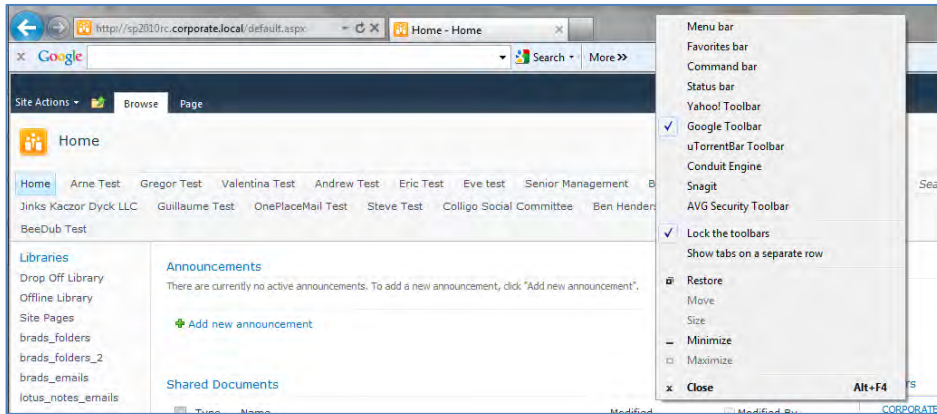 http://sp2010rc.corporate.local/default.aspx
Home - Home
x Google Search More >>
Site Actions Browse Page
Home
Home Arne Test Gregor Test Valentina Test Andrew Test Eric Test Eve test Senior Management B
Jinks Kaczor Dyck LLC Guillaume Test OnePlaceMail Test Steve Test Colligo Social Committee Ben Hender
BeeDub Test
Sea
Libraries
Drop Off Library
Offline Library
Site Pages
brads_folders
brads_folders_2
brads_emails
lotus_notes_emails
Announcements
There are currently no active announcements. To add a new announcement, click "Add new announcement".
Add new announcement
Shared Documents
Type Name Modified Modified By
rs
CORPORATE
Menu bar
Favorites bar
Command bar
Status bar
Yahoo! Toolbar
Google Toolbar
uTorrentBar Toolbar
Conduit Engine
Snagit
AVG Security Toolbar
Lock the toolbars
Show tabs on a separate row
Restore
Move
Size
Minimize
Maximize
x Close Alt+F4